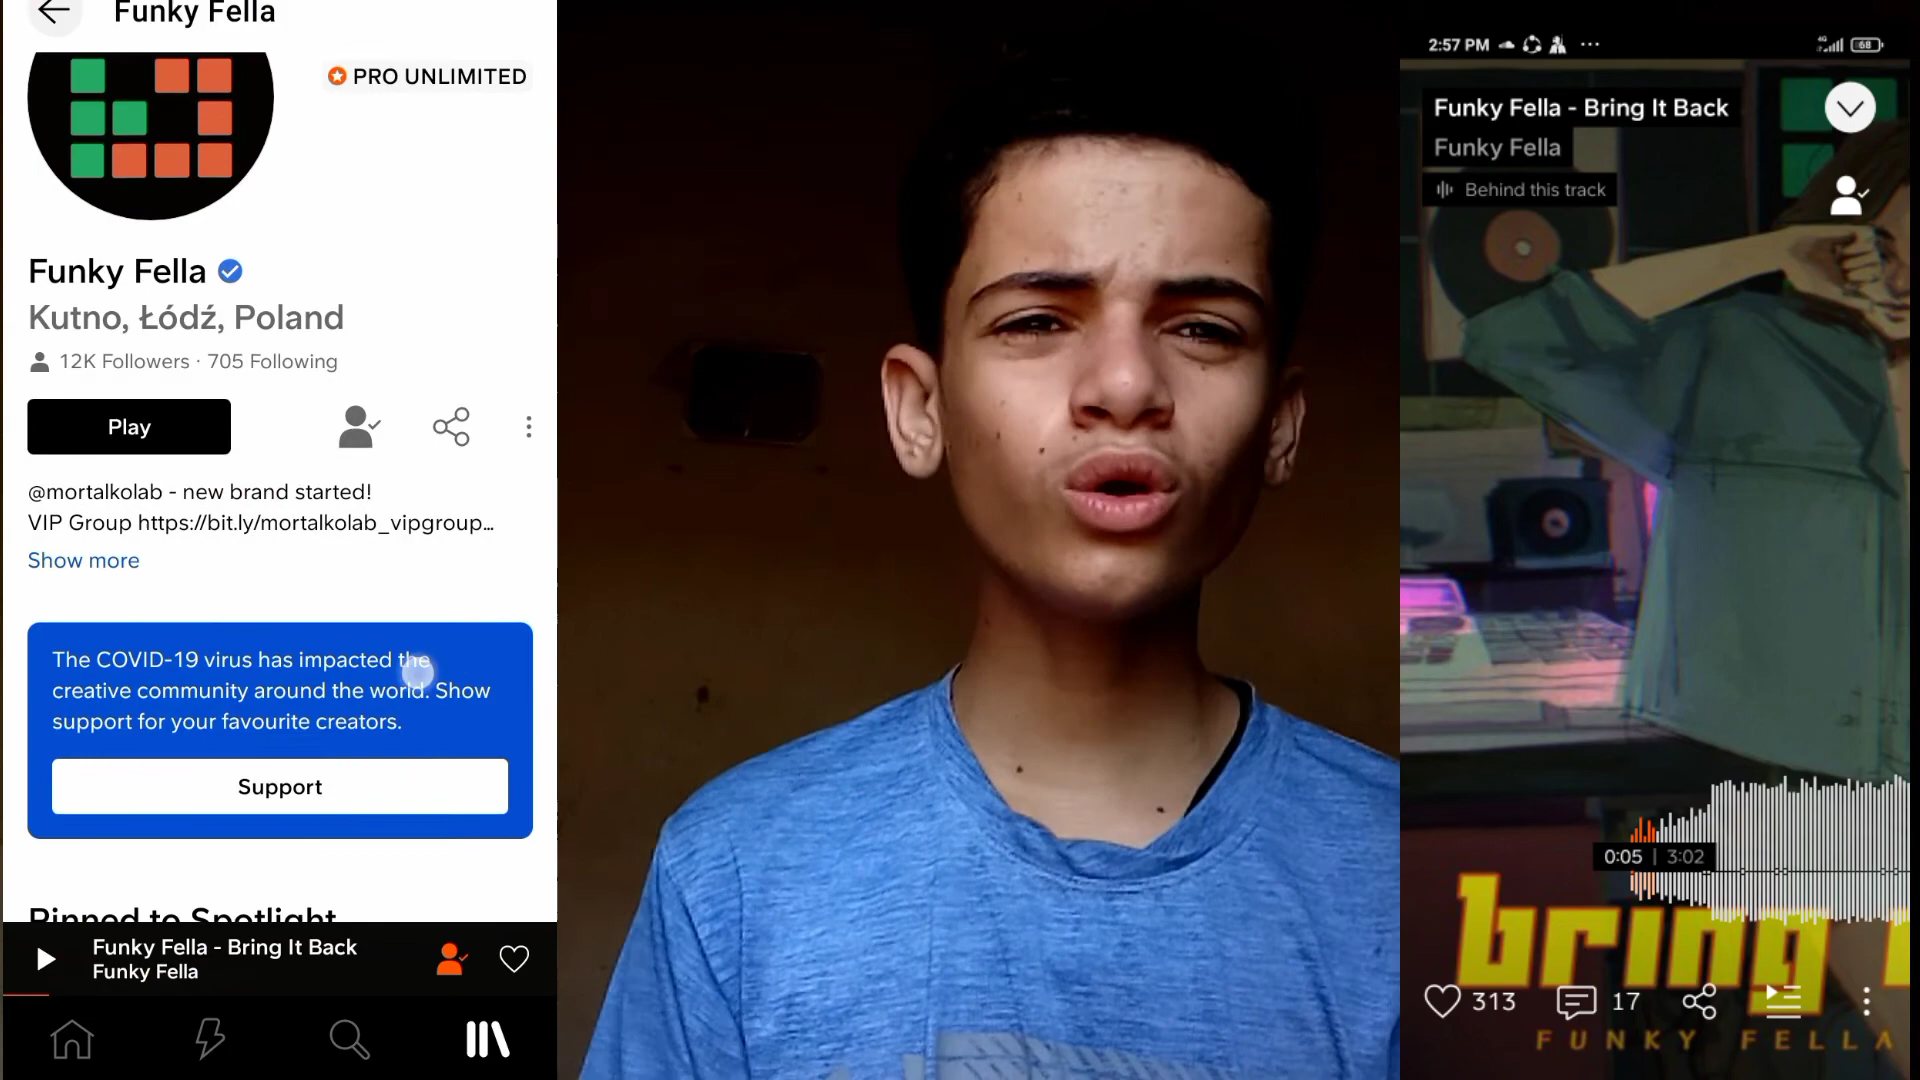 Funky Fella
PRO UNLIMITED
Funky Fella
Kutno, Łódź, Poland
12K Followers · 705 Following
Play
@mortalkolab - new brand started!
VIP Group https://bit.ly/mortalkolab_vipgroup...
Show more
The COVID-19 virus has impacted the
creative community around the world. Show
support for your favourite creators.
Support
Pinned to Spotlight
Funky Fella - Bring It Back
Funky Fella
2:57 PM
4G
68
Funky Fella - Bring It Back
Funky Fella
Behind this track
0:05 | 3:02
bring
313
17
FUNKY FELLA